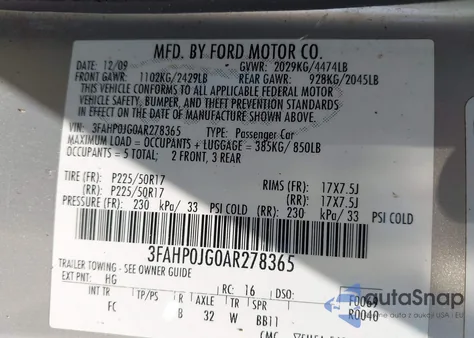 MFD. BY FORD MOTOR CO.
DATE: 12/09 GVWR: 2029KG/4474LB
FRONT GAWR: 1102KG/2429LB REAR GAWR: 928KG/2045LB
THIS VEHICLE CONFORMS TO ALL APPLICABLE FEDERAL MOTOR
VEHICLE SAFETY, BUMPER, AND THEFT PREVENTION STANDARDS
IN EFFECT ON THE DATE OF MANUFACTURE SHOWN ABOVE.
VIN: 3FAHP0JG0AR278365 TYPE: Passenger Car
MAXIMUM LOAD = OCCUPANTS + LUGGAGE = 385KG/850LB
OCCUPANTS = 5 TOTAL; 2 FRONT, 3 REAR
TIRE (FR): P225/50R17 RIMS (FR): 17X7.5J
(RR): P225/50R17 (RR): 17X7.5J
PRESSURE (FR): 230 kPa/ 33 PSI COLD (RR): 230 kPa/ 33 PSI COLD
3FAHP0JG0AR278365
TRAILER TOWING - SEE OWNER GUIDE
EXT PNT: HG RC: 16 DSO: F0069
INT TR TP/PS R AXLE TR SPR R0040
FC B 32 W BB11
autoSnap